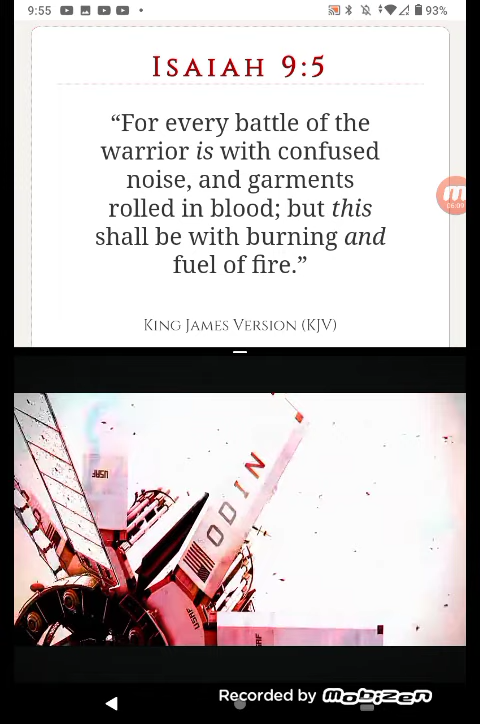 9:55
93%
ISAIAH 9:5
“For every battle of the
warrior is with confused
noise, and garments
rolled in blood; but this
shall be with burning and
fuel of fire.”
KING JAMES VERSION (KJV)
USAF
ODIN
USAF
Recorded by Mobizen